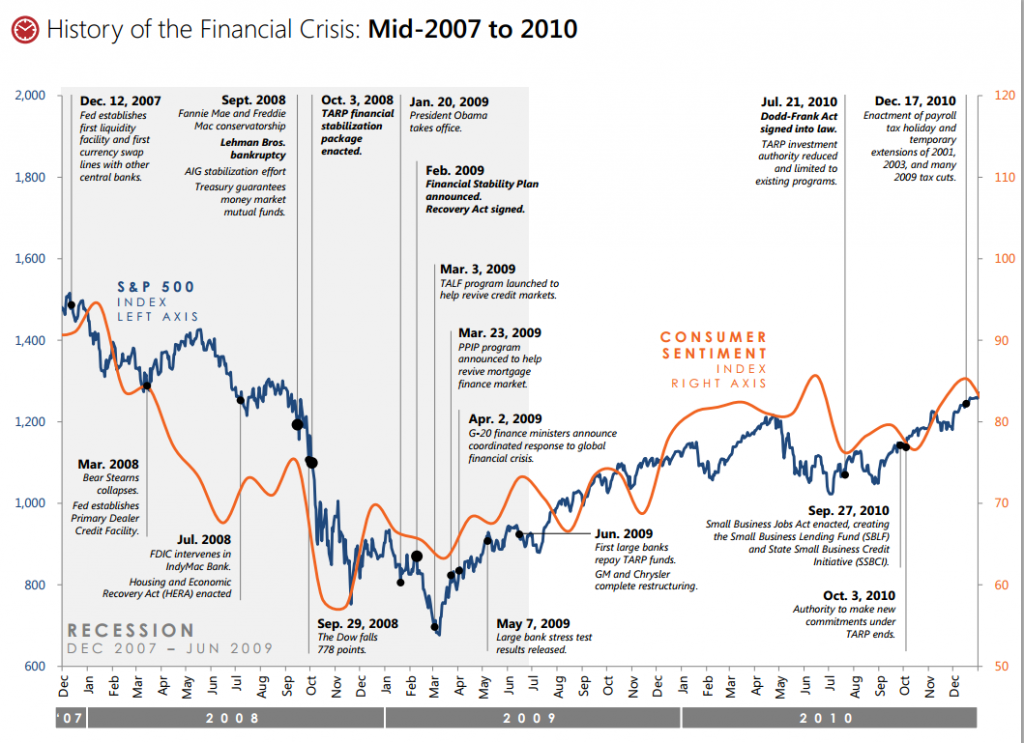 History of the Financial Crisis: Mid-2007 to 2010
2,000
1,800
1,600
1,400
1,200
1,000
800
600
120
110
100
90
80
70
60
50
Dec. 12, 2007
Fed establishes
first liquidity
facility and first
currency swap
lines with other
central banks.
Sept. 2008
Fannie Mae and Freddie
Mac conservatorship
Lehman Bros.
bankruptcy
AIG stabilization effort
Treasury guarantees
money market
mutual funds.
Oct. 3, 2008
TARP financial
stabilization
package
enacted.
Jan. 20, 2009
President Obama
takes office.
Feb. 2009
Financial Stability Plan
announced.
Recovery Act signed.
Mar. 3, 2009
TALF program launched to
help revive credit markets.
Mar. 23, 2009
PPIP program
announced to help
revive mortgage
finance market.
Apr. 2, 2009
G-20 finance ministers announce
coordinated response to global
financial crisis.
Jul. 21, 2010
Dodd-Frank Act
signed into law.
TARP investment
authority reduced
and limited to
existing programs.
Dec. 17, 2010
Enactment of payroll
tax holiday and
temporary
extensions of 2001,
2003, and many
2009 tax cuts.
S&P 500
INDEX
LEFT AXIS
CONSUMER
SENTIMENT
INDEX
RIGHT AXIS
Mar. 2008
Bear Stearns
collapses.
Fed establishes
Primary Dealer
Credit Facility.
Jul. 2008
FDIC intervenes in
IndyMac Bank.
Housing and Economic
Recovery Act (HERA) enacted
Sep. 29, 2008
The Dow falls
778 points.
May 7, 2009
Large bank stress test
results released.
Jun. 2009
First large banks
repay TARP funds.
GM and Chrysler
complete restructuring.
Sep. 27, 2010
Small Business Jobs Act enacted, creating
the Small Business Lending Fund (SBLF)
and State Small Business Credit
Initiative (SSBCI).
Oct. 3, 2010
Authority to make new
commitments under
TARP ends.
RECESSION
DEC 2007 – JUN 2009
Dec Jan Feb Mar Apr May Jun Jul Aug Sep Oct Nov Dec Jan Feb Mar Apr May Jun Jul Aug Sep Oct Nov Dec Jan Feb Mar Apr May Jun Jul Aug Sep Oct Nov Dec
'07 2008 2009 2010